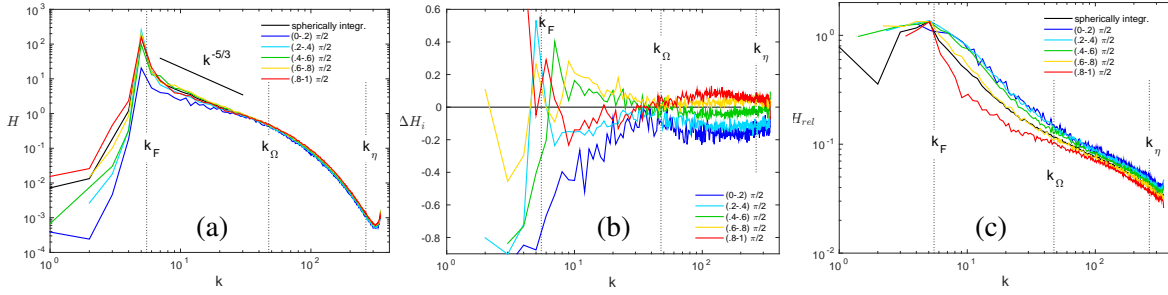 10^3
10^2
10^1
10^0
10^-1
10^-2
10^-3
10^-4
H
spherically integr.
(0-.2) π/2
(.2-.4) π/2
(.4-.6) π/2
(.6-.8) π/2
(.8-1) π/2
k^-5/3
k_F
k_Ω
k_η
(a)
10^0
10^1
10^2
k
0.6
0.4
0.2
0
-0.2
-0.4
-0.6
-0.8
ΔH_i
k_F
k_Ω
k_η
(0-.2) π/2
(.2-.4) π/2
(.4-.6) π/2
(.6-.8) π/2
(.8-1) π/2
(b)
10^0
10^1
10^2
k
10^0
10^-1
10^-2
H_rel
spherically integr.
(0-.2) π/2
(.2-.4) π/2
(.4-.6) π/2
(.6-.8) π/2
(.8-1) π/2
k_F
k_Ω
k_η
(c)
10^0
10^1
10^2
k